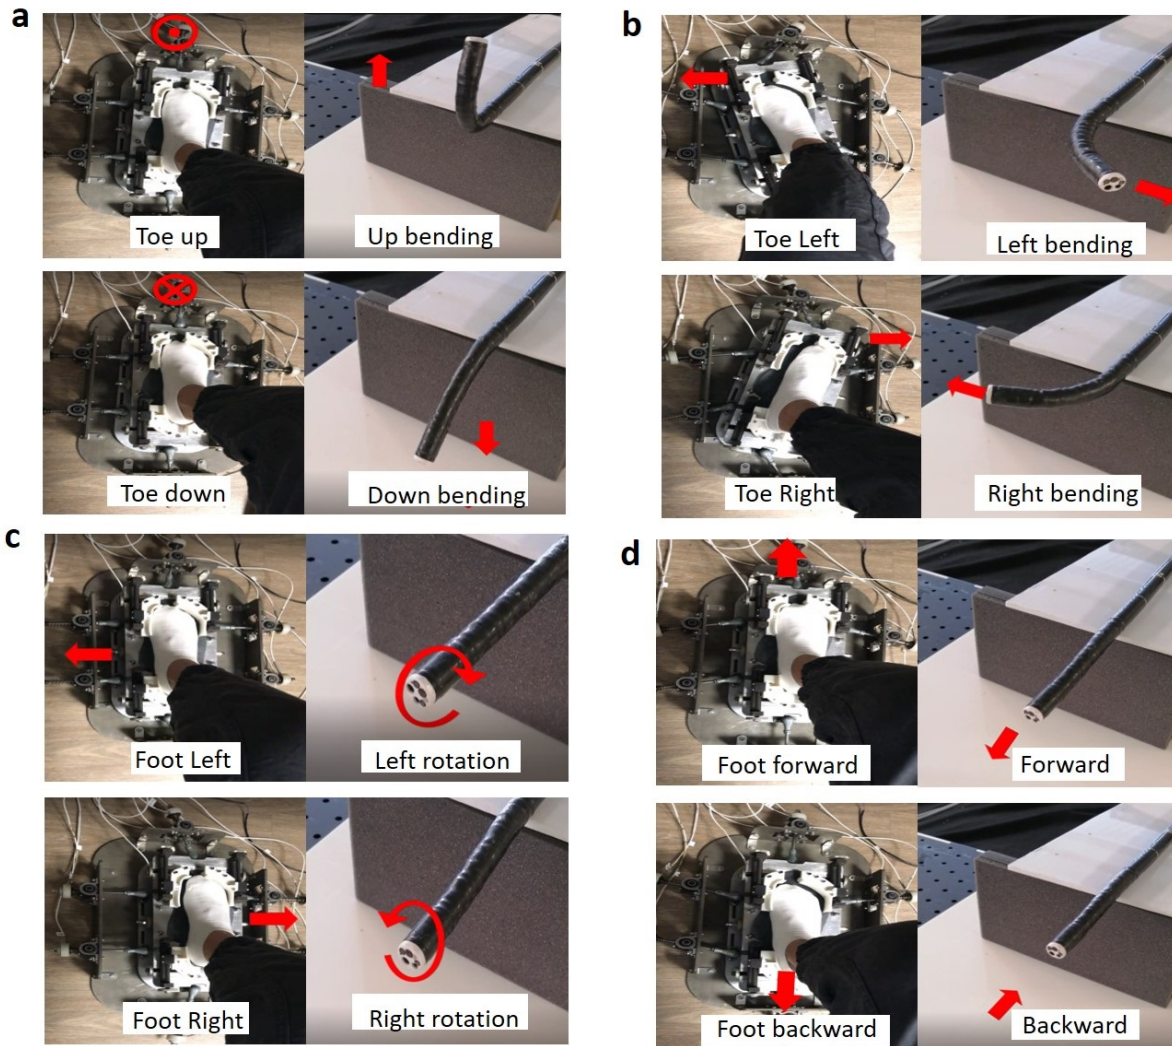 a
Toe up
Up bending
Toe down
Down bending
b
Toe Left
Left bending
Toe Right
Right bending
c
Foot Left
Left rotation
Foot Right
Right rotation
d
Foot forward
Forward
Foot backward
Backward